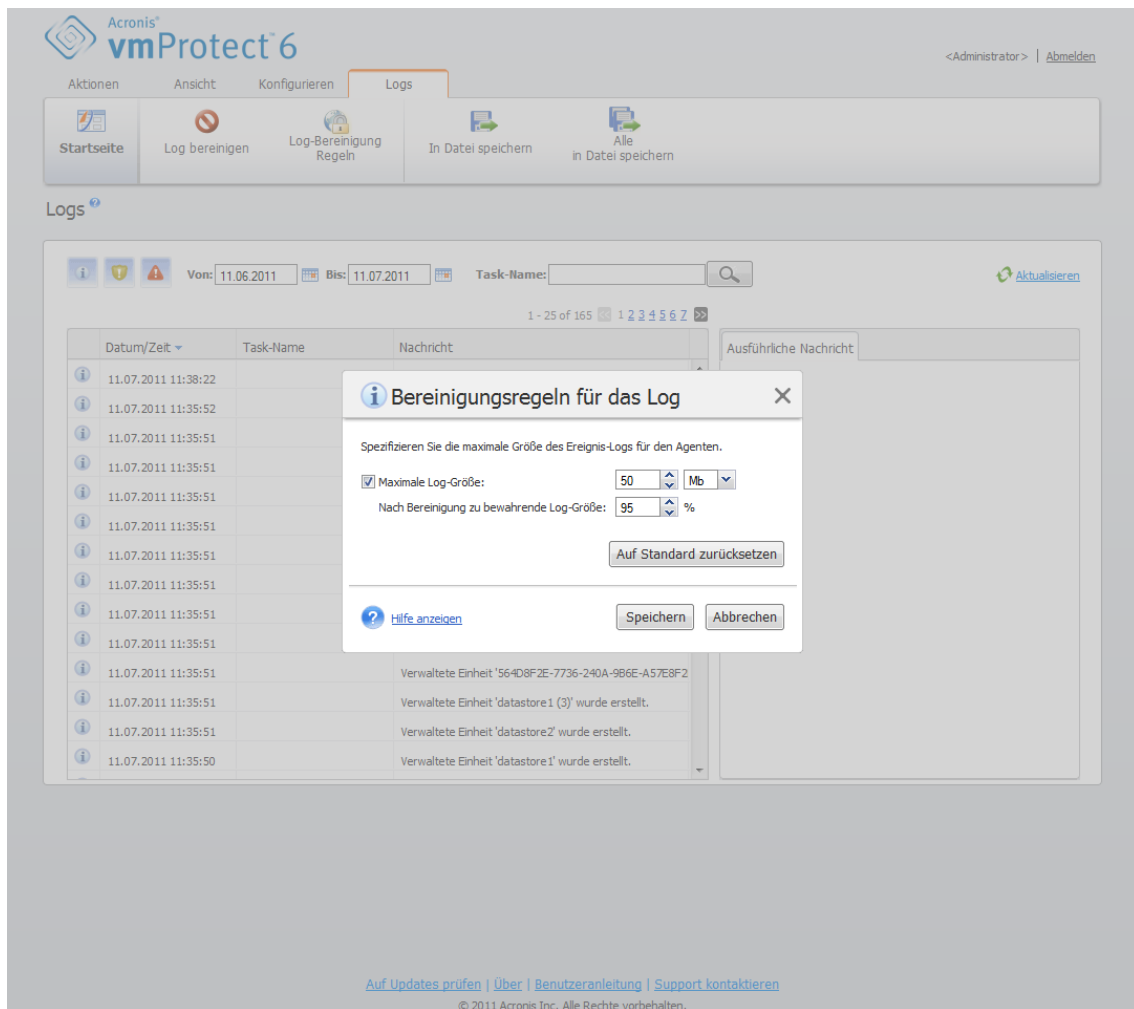 Acronis®
vmProtect™ 6
<Administrator> | Abmelden
Aktionen Ansicht Konfigurieren Logs
Startseite
Log bereinigen
Log-Bereinigung
Regeln
In Datei speichern
Alle
in Datei speichern
Logs
Von: 11.06.2011 Bis: 11.07.2011 Task-Name:
Aktualisieren
1 - 25 of 165 << 1 2 3 4 5 6 7 >>
Datum/Zeit Task-Name Nachricht
Ausführliche Nachricht
11.07.2011 11:38:22
11.07.2011 11:35:52
11.07.2011 11:35:51
11.07.2011 11:35:51
11.07.2011 11:35:51
11.07.2011 11:35:51
11.07.2011 11:35:51
11.07.2011 11:35:51
11.07.2011 11:35:51
11.07.2011 11:35:51
11.07.2011 11:35:51 Verwaltete Einheit '564D8F2E-7736-240A-9B6E-A57E8F2
11.07.2011 11:35:51 Verwaltete Einheit 'datastore1 (3)' wurde erstellt.
11.07.2011 11:35:51 Verwaltete Einheit 'datastore2' wurde erstellt.
11.07.2011 11:35:50 Verwaltete Einheit 'datastore1' wurde erstellt.
Bereinigungsregeln für das Log
Spezifizieren Sie die maximale Größe des Ereignis-Logs für den Agenten.
Maximale Log-Größe: 50 Mb
Nach Bereinigung zu bewahrende Log-Größe: 95 %
Auf Standard zurücksetzen
Hilfe anzeigen
Speichern
Abbrechen
Auf Updates prüfen | Über | Benutzeranleitung | Support kontaktieren
© 2011 Acronis Inc. Alle Rechte vorbehalten.